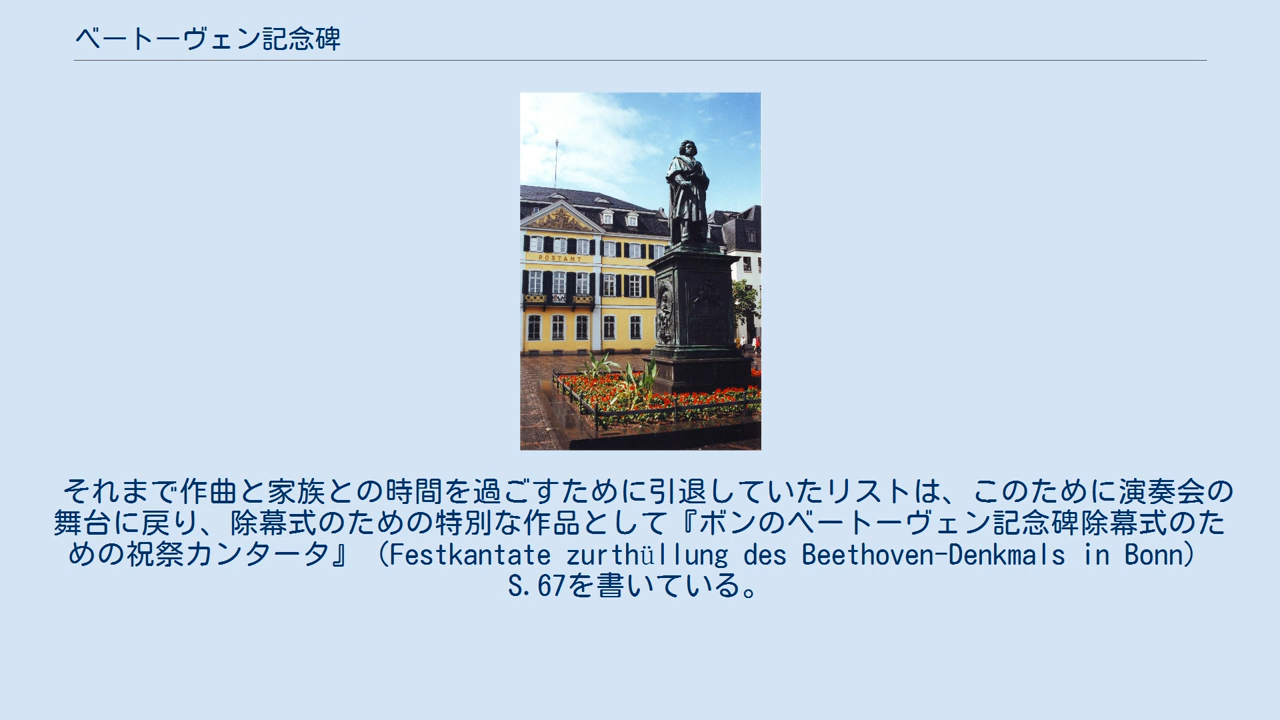 ベートーヴェン記念碑
POSTAMT
それまで作曲と家族との時間を過ごすために引退していたリストは、このために演奏会の
舞台に戻り、除幕式のための特別な作品として『ボンのベートーヴェン記念碑除幕式のた
めの祝祭カンタータ』（Festkantate zurthüllung des Beethoven-Denkmals in Bonn）
S.67を書いている。